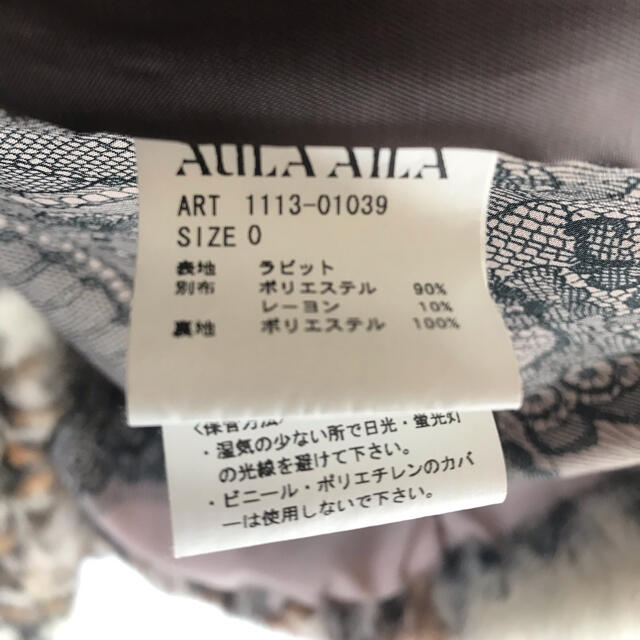 AULA AILA
ART 1113-01039
SIZE 0
表地 ラビット
別布 ポリエステル 90%
レーヨン 10%
裏地 ポリエステル 100%
〈保管方法〉
・湿気の少ない所で日光・蛍光灯
の光線を避けて下さい。
・ビニール・ポリエチレンのカバ
ーは使用しないで下さい。